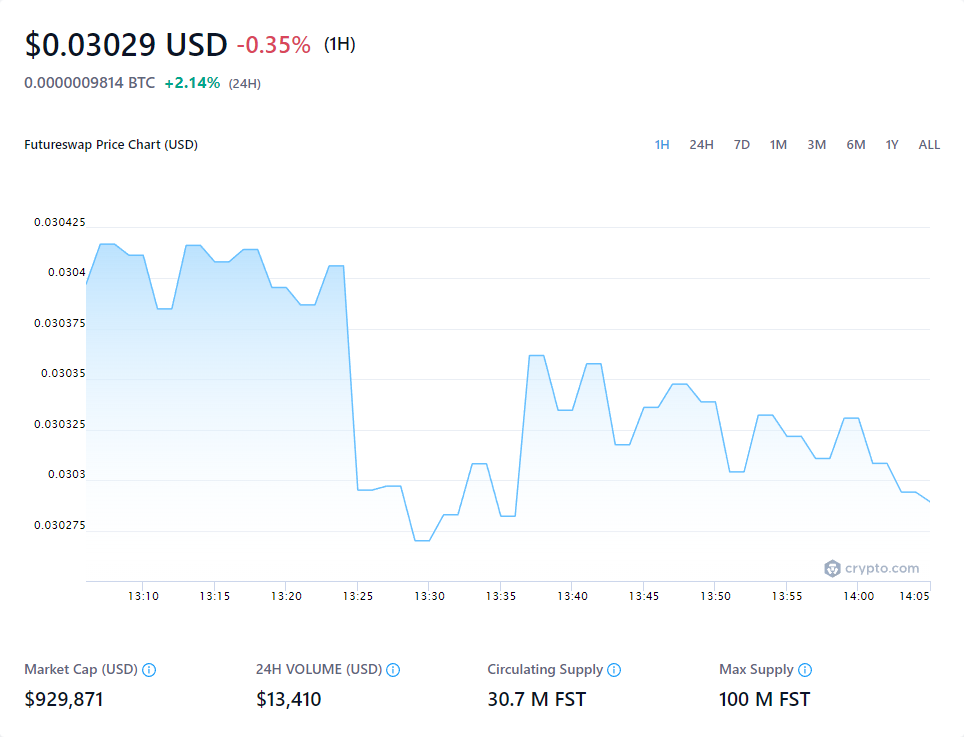 $0.03029 USD -0.35% (1H)
0.0000009814 BTC +2.14% (24H)
Futureswap Price Chart (USD) 1H 24H 7D 1M 3M 6M 1Y ALL
0.030425
0.0304
0.030375
0.03035
0.030325
0.0303
0.030275
crypto.com
13:10 13:15 13:20 13:25 13:30 13:35 13:40 13:45 13:50 13:55 14:00 14:05
Market Cap (USD) 24H VOLUME (USD) Circulating Supply Max Supply
$929,871 $13,410 30.7 M FST 100 M FST